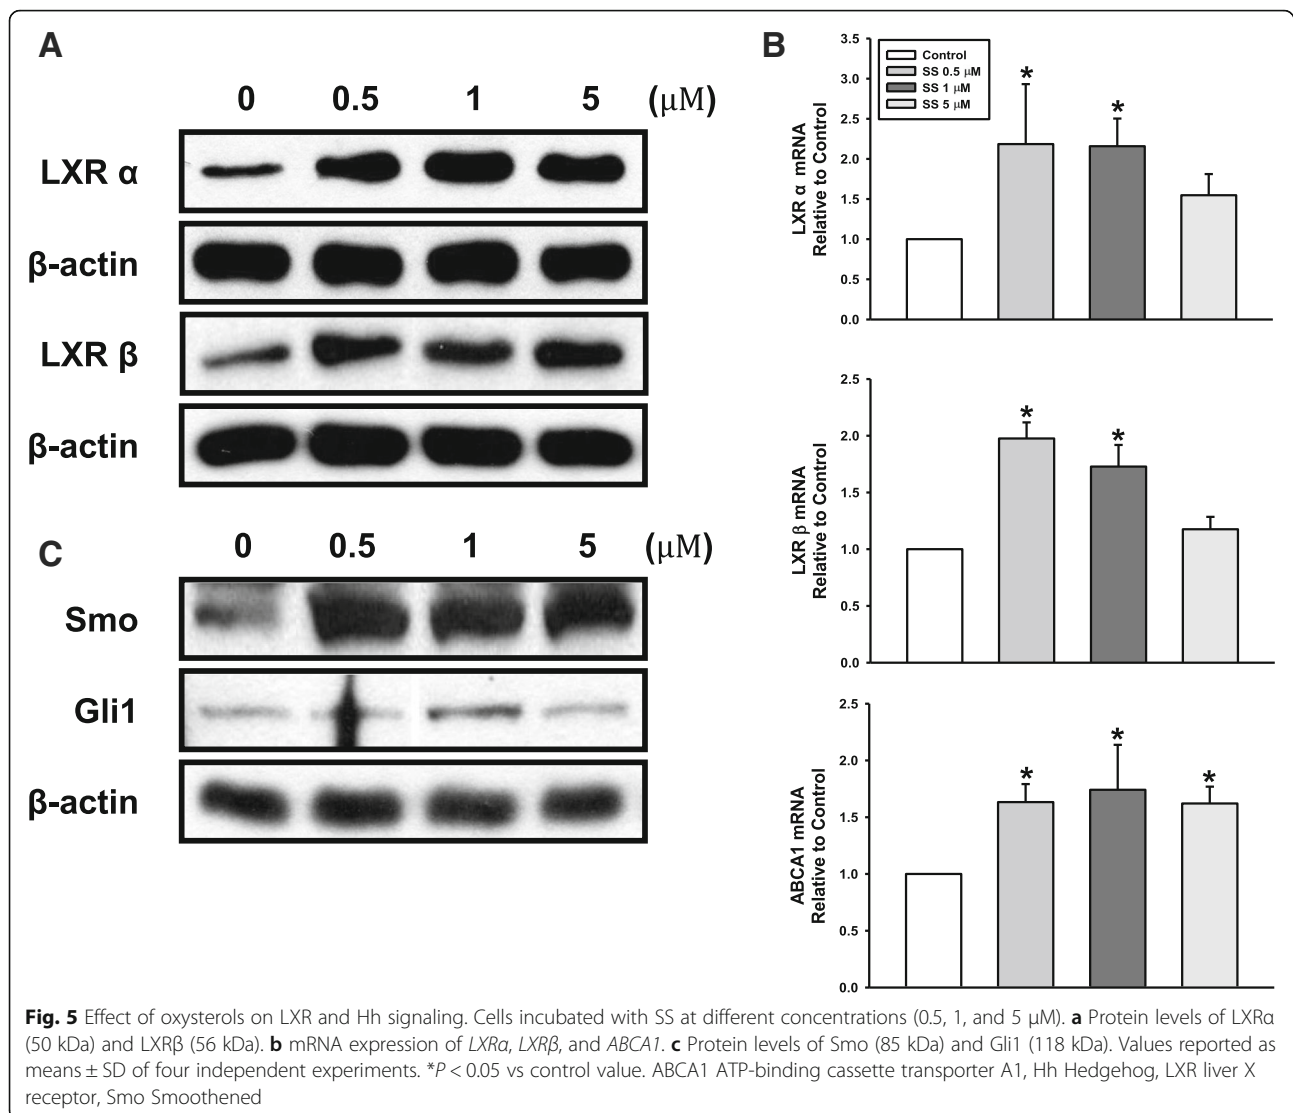 A
0 0.5 1 5 (μM)
LXR α
β-actin
LXR β
β-actin
C
0 0.5 1 5 (μM)
Smo
Gli1
β-actin
B
3.5
3.0
2.5
2.0
1.5
1.0
0.5
0.0
LXR α mRNA
Relative to Control
Control
SS 0.5 μM
SS 1 μM
SS 5 μM
* *
2.5
2.0
1.5
1.0
0.5
0.0
LXR β mRNA
Relative to Control
* *
2.5
2.0
1.5
1.0
0.5
0.0
ABCA1 mRNA
Relative to Control
* * *
Fig. 5 Effect of oxysterols on LXR and Hh signaling. Cells incubated with SS at different concentrations (0.5, 1, and 5 μM). a Protein levels of LXRα
(50 kDa) and LXRβ (56 kDa). b mRNA expression of LXRα, LXRβ, and ABCA1. c Protein levels of Smo (85 kDa) and Gli1 (118 kDa). Values reported as
means ± SD of four independent experiments. *P < 0.05 vs control value. ABCA1 ATP-binding cassette transporter A1, Hh Hedgehog, LXR liver X
receptor, Smo Smoothened